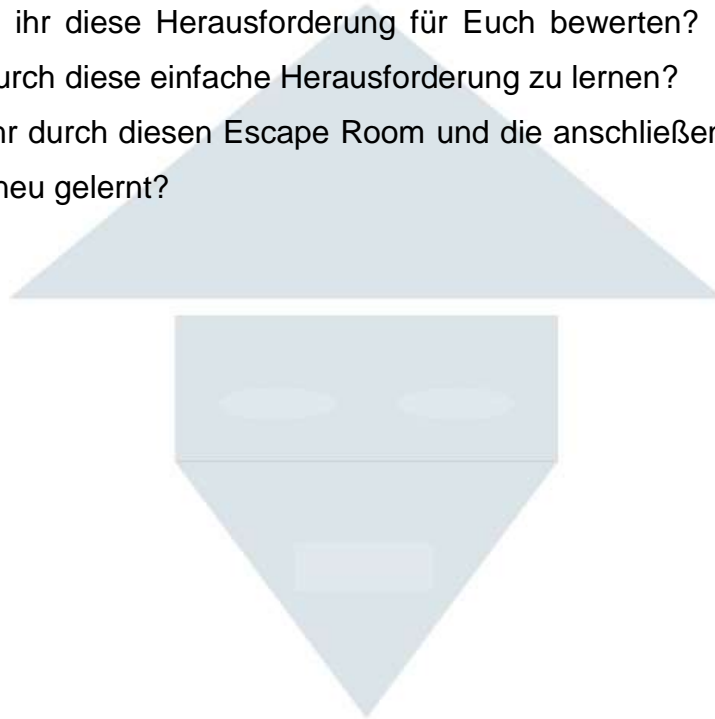 ihr diese Herausforderung für Euch bewerten?
urch diese einfache Herausforderung zu lernen?
hr durch diesen Escape Room und die anschließer
neu gelernt?